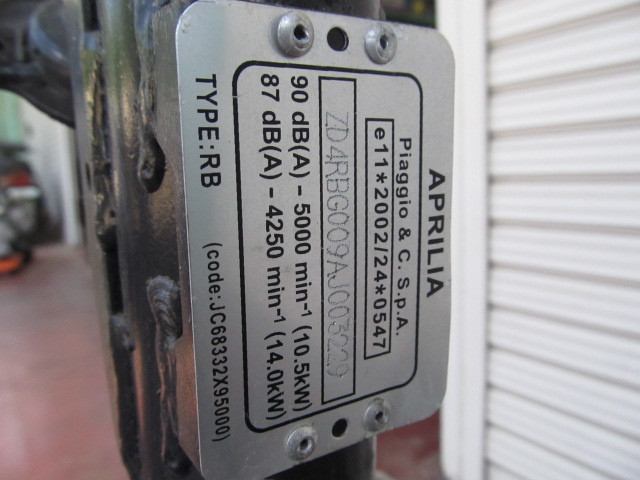 APRILIA
Piaggio & C. S.p.A.
e11*2002/24*0547
ZD4RBG009AJ003229
90 dB(A) - 5000 min⁻¹ (10.5kW)
87 dB(A) - 4250 min⁻¹ (14.0kW)
TYPE:RB (code:JC68332X95000)